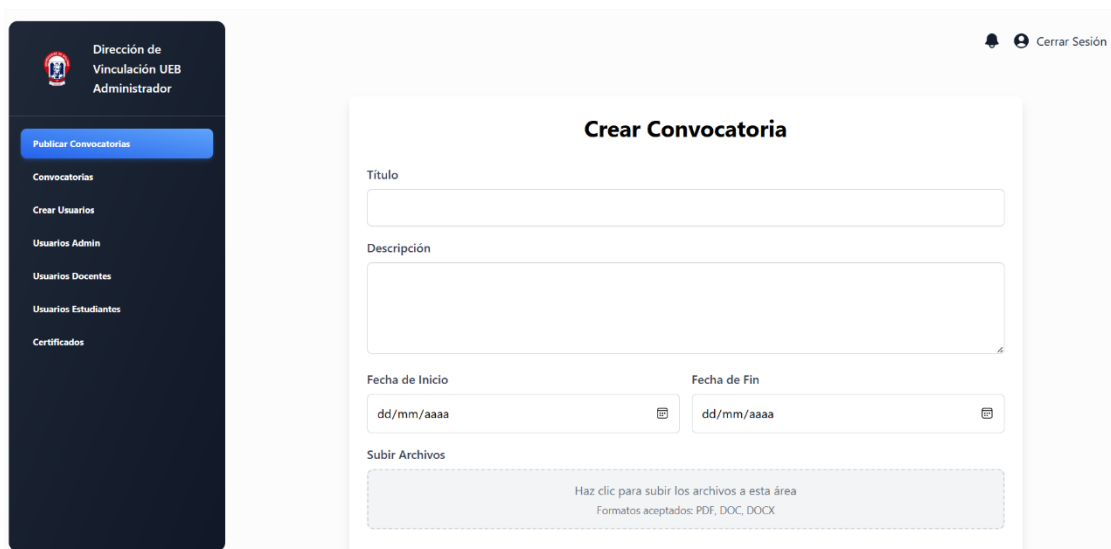 Dirección de
Vinculación UEB
Administrador
Publicar Convocatorias
Convocatorias
Crear Usuarios
Usuarios Admin
Usuarios Docentes
Usuarios Estudiantes
Certificados
Cerrar Sesión
Crear Convocatoria
Título
Descripción
Fecha de Inicio
Fecha de Fin
dd/mm/aaaa
dd/mm/aaaa
Subir Archivos
Haz clic para subir los archivos a esta área
Formatos aceptados: PDF, DOC, DOCX